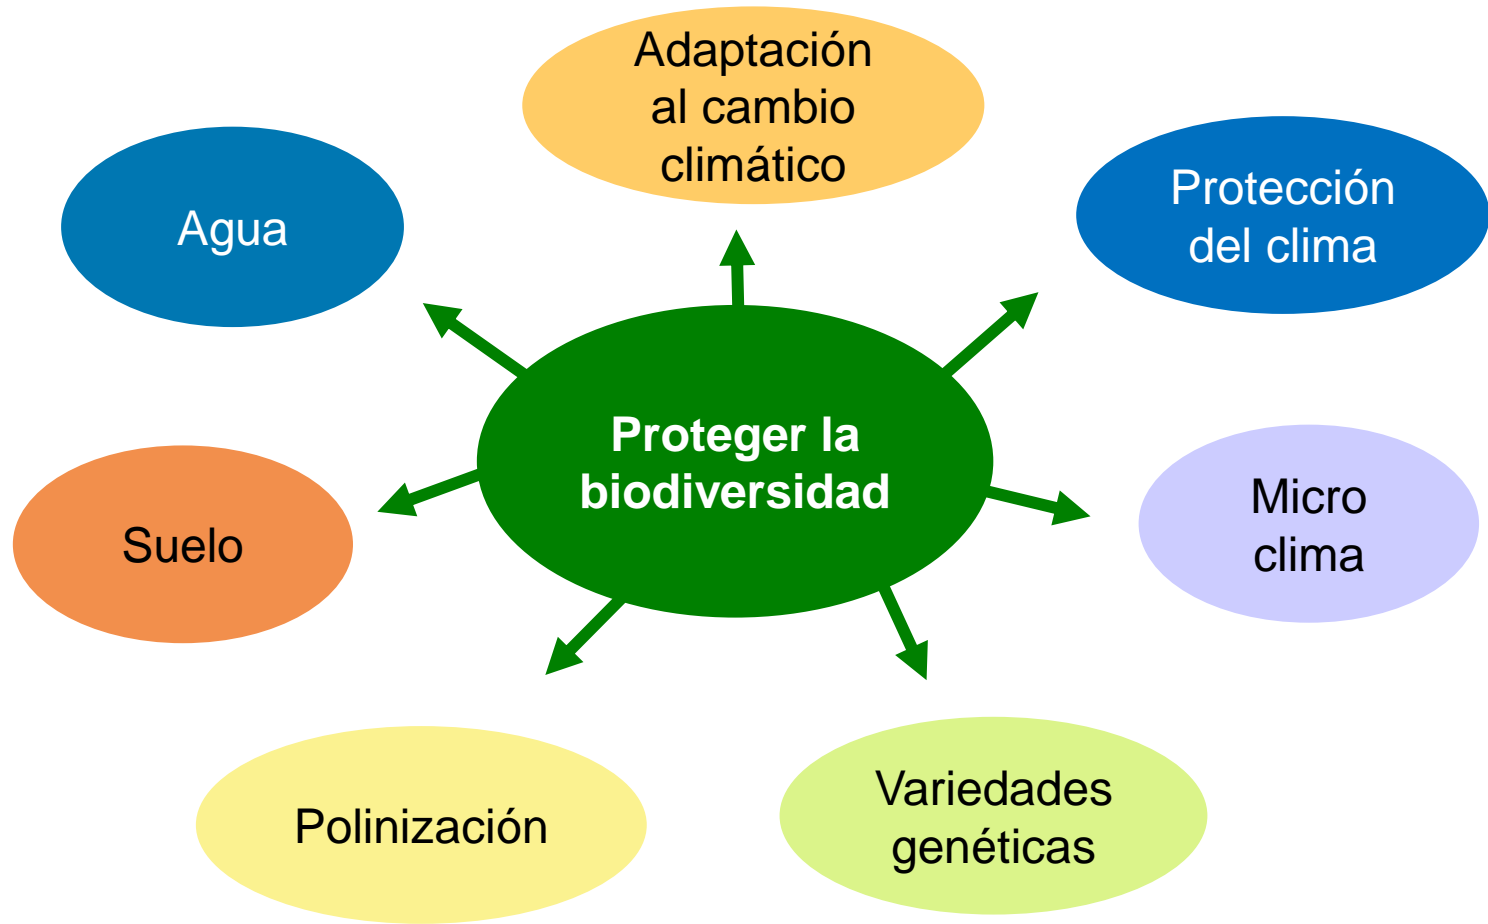 Adaptación
al cambio
climático
Agua
Protección
del clima
Proteger la
biodiversidad
Micro
clima
Suelo
Variedades
genéticas
Polinización